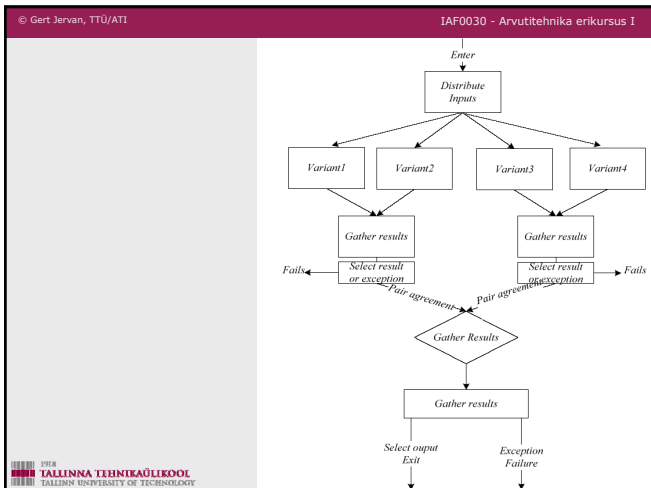 © Gert Jervan, TTÜ/ATI
IAF0030 - Arvutitehnika erikursus I
Enter
Distribute
Inputs
Variant1
Variant2
Variant3
Variant4
Gather results
Gather results
Fails
Select result
or exception
Select result
or exception
Fails
Pair agreement
Pair agreement
Gather Results
Gather results
Select ouput
Exit
Exception
Failure
1918
TALLINNA TEHNIKAÜLIKOOL
TALLINN UNIVERSITY OF TECHNOLOGY